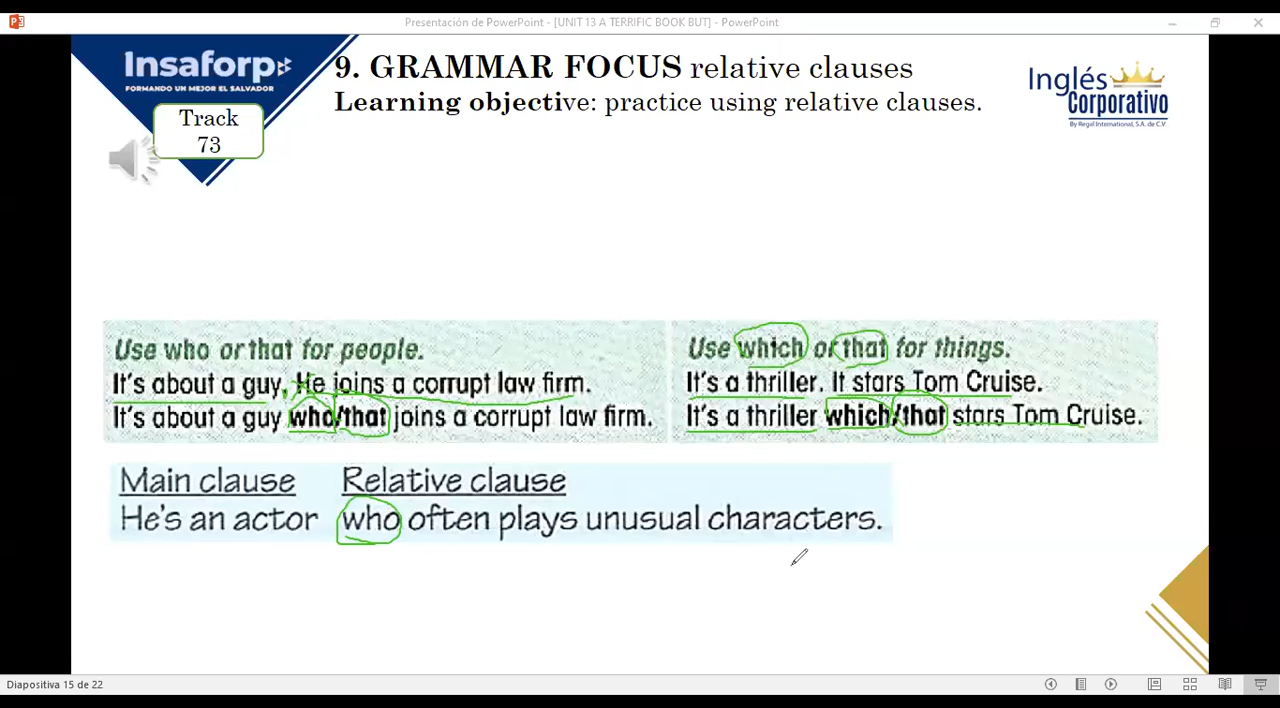 Presentación de PowerPoint - [UNIT 13 A TERRIFIC BOOK BUT] - PowerPoint
Insaforp
FORMANDO UN MEJOR EL SALVADOR
9. GRAMMAR FOCUS relative clauses
Learning objective: practice using relative clauses.
Inglés
Corporativo
By Regal International, S.A. de C.V.
Track
73
Use who or that for people.
It's about a guy. He joins a corrupt law firm.
It's about a guy who/that joins a corrupt law firm.
Use which or that for things.
It's a thriller. It stars Tom Cruise.
It's a thriller which/that stars Tom Cruise.
Main clause Relative clause
He's an actor who often plays unusual characters.
Diapositiva 15 de 22